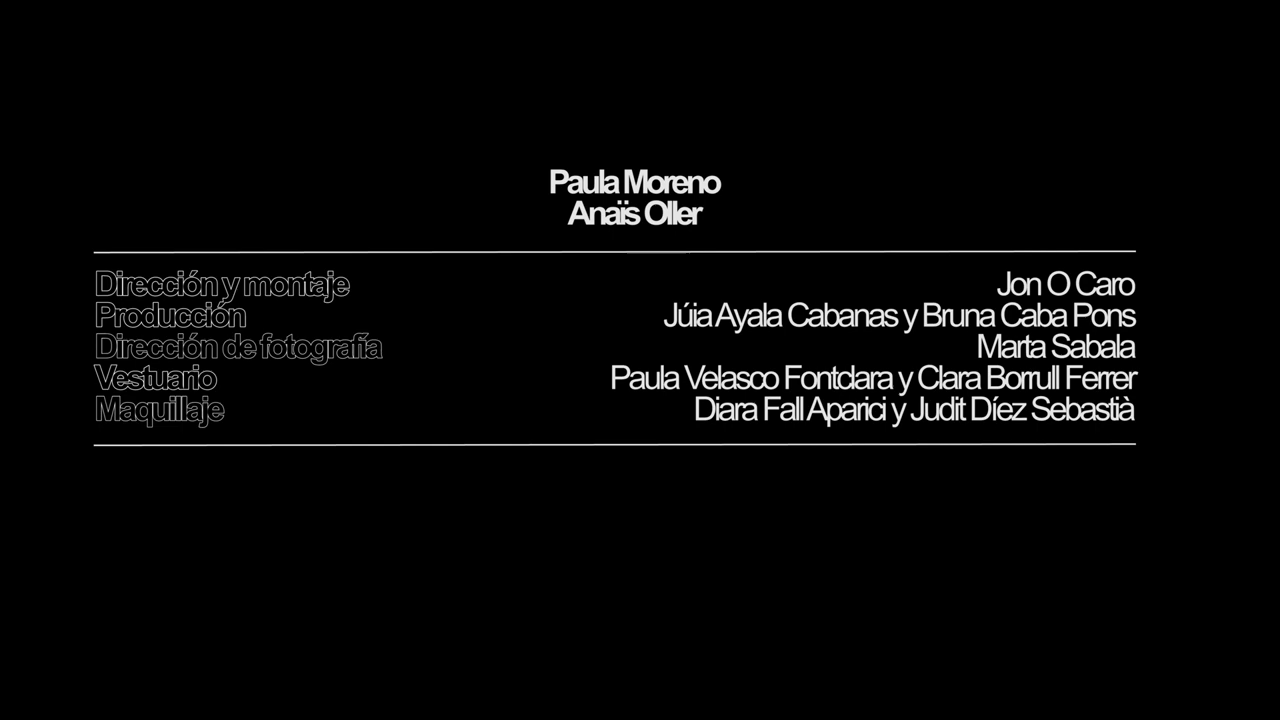 Paula Moreno
Anaïs Oller
Dirección y montaje Jon O Caro
Producción Júia Ayala Cabanas y Bruna Caba Pons
Dirección de fotografía Marta Sabala
Vestuario Paula Velasco Fontclara y Clara Borrull Ferrer
Maquillaje Diara Fall Aparici y Judit Díez Sebastià